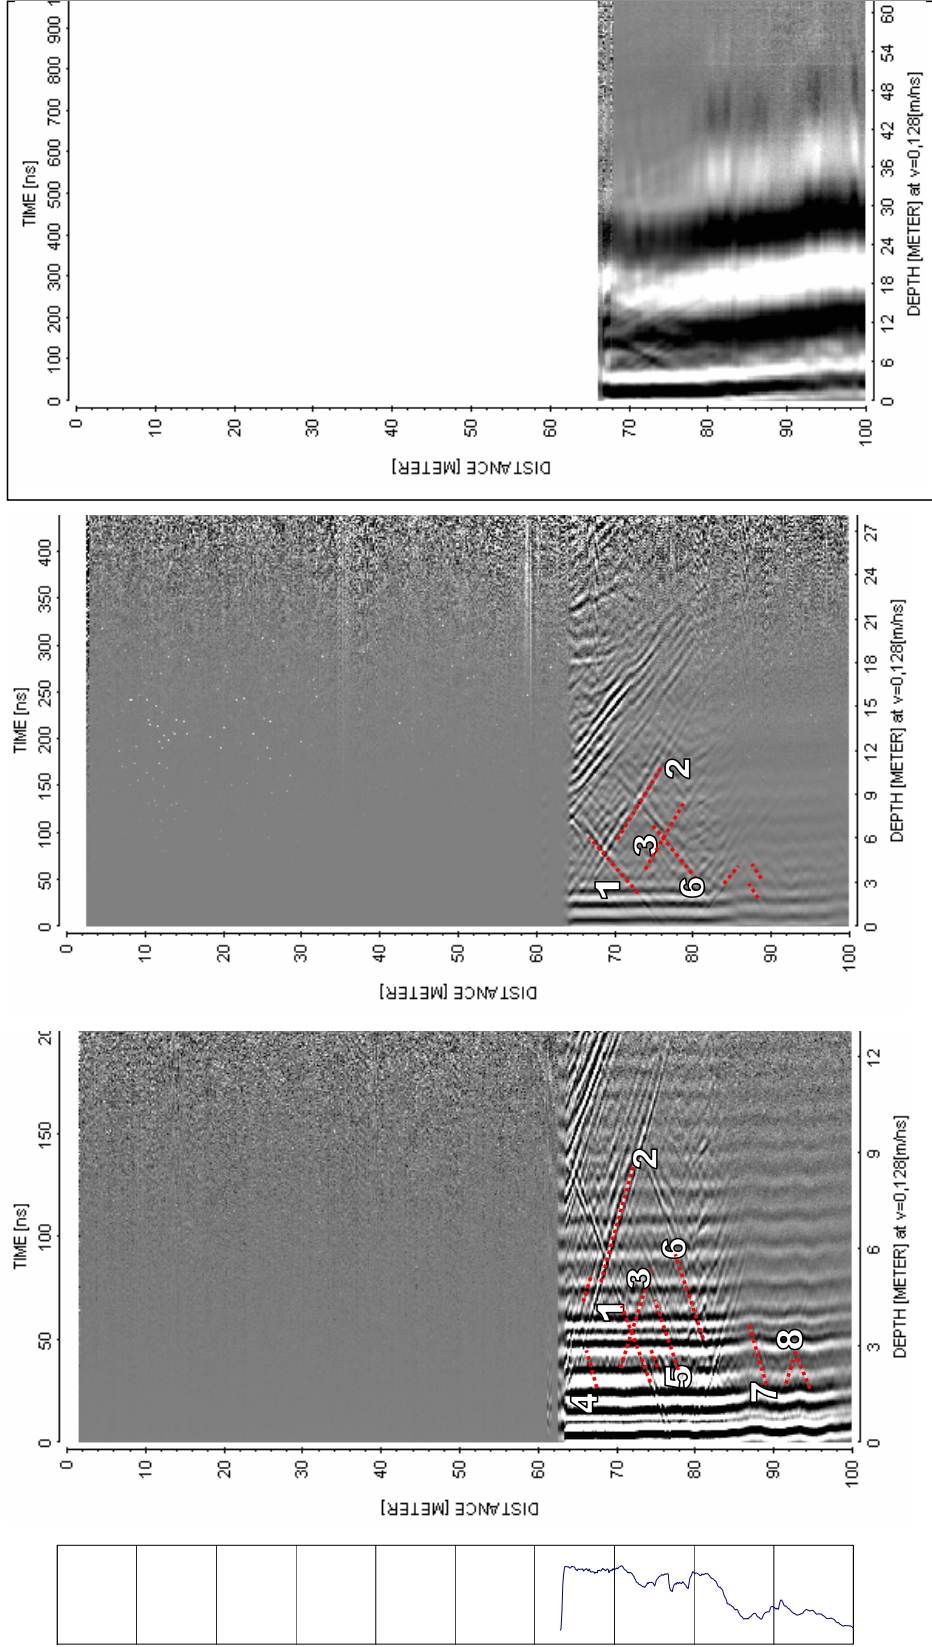 TIME [ns]
0 100 200 300 400 500 600 700 800 900 1
0 10 20 30 40 50 60 70 80 90 100
DISTANCE [METER]
0 6 12 18 24 30 36 42 48 54 60
DEPTH [METER] at v=0,128[m/ns]
TIME [ns]
0 50 100 150 200 250 300 350 400
0 10 20 30 40 50 60 70 80 90 100
DISTANCE [METER]
1
2
3
6
0 3 6 9 12 15 18 21 24 27
DEPTH [METER] at v=0,128[m/ns]
TIME [ns]
0 50 100 150 20
0 10 20 30 40 50 60 70 80 90 100
DISTANCE [METER]
4
1
2
3
5
6
7
8
0 3 6 9 12
DEPTH [METER] at v=0,128[m/ns]